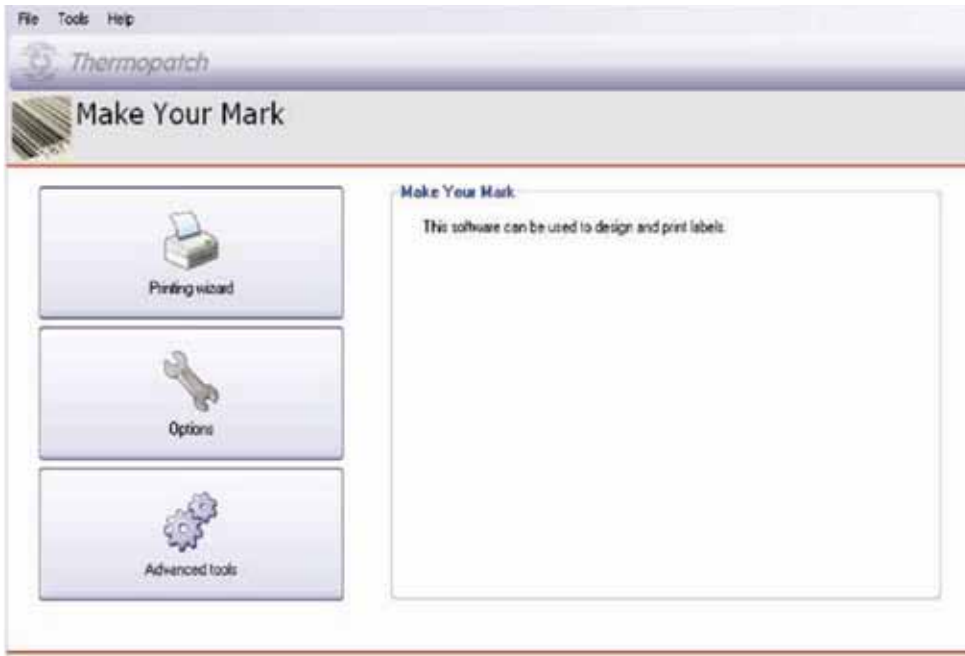 File Tools Help
Thermopatch
Make Your Mark
Make Your Mark
This software can be used to design and print labels.
Printing wizard
Options
Advanced tools